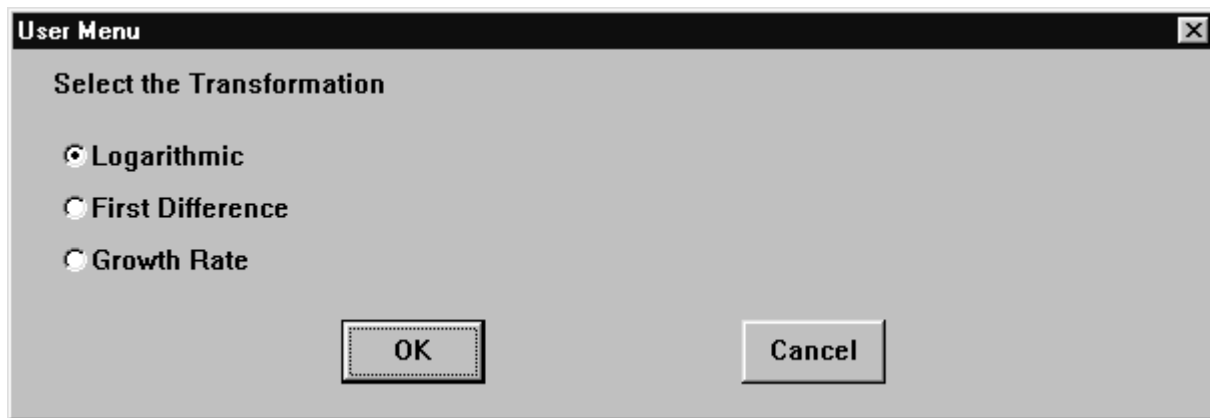 User Menu
Select the Transformation
Logarithmic
First Difference
Growth Rate
OK Cancel